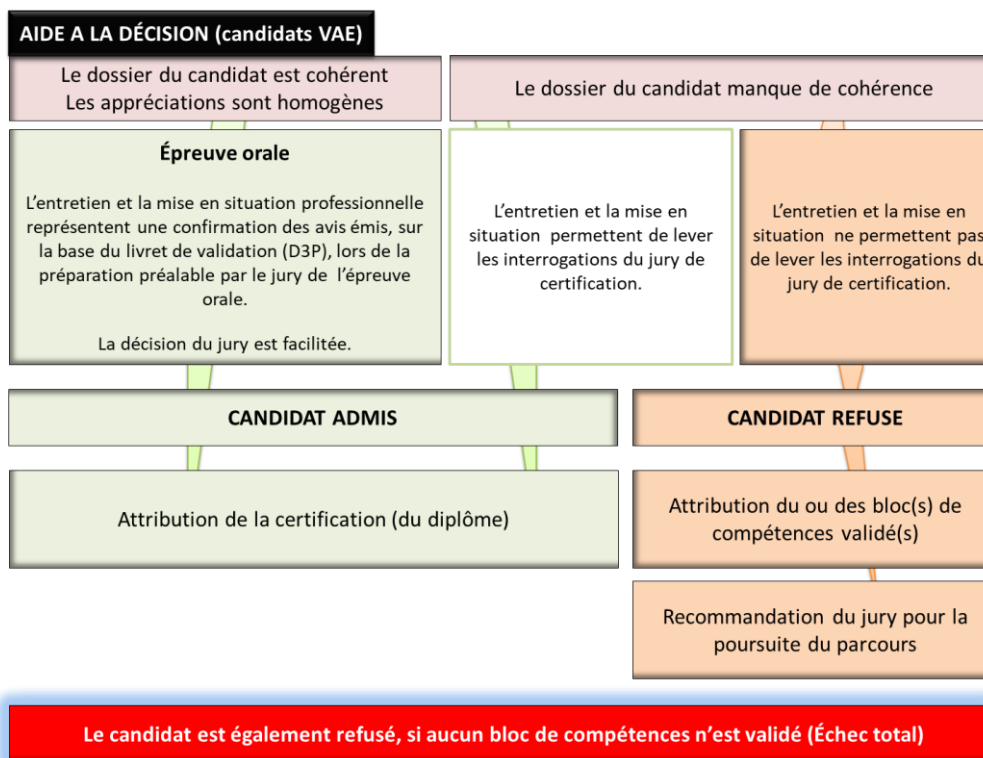 AIDE A LA DÉCISION (candidats VAE)
Le dossier du candidat est cohérent
Les appréciations sont homogènes
Le dossier du candidat manque de cohérence
Épreuve orale
L'entretien et la mise en situation professionnelle
représentent une confirmation des avis émis, sur
la base du livret de validation (D3P), lors de la
préparation préalable par le jury de l'épreuve
orale.
La décision du jury est facilitée.
L'entretien et la mise en
situation permettent de lever
les interrogations du jury de
certification.
L'entretien et la mise en
situation ne permettent pas
de lever les interrogations du
jury de certification.
CANDIDAT ADMIS
CANDIDAT REFUSE
Attribution de la certification (du diplôme)
Attribution du ou des bloc(s) de
compétences validé(s)
Recommandation du jury pour la
poursuite du parcours
Le candidat est également refusé, si aucun bloc de compétences n'est validé (Échec total)